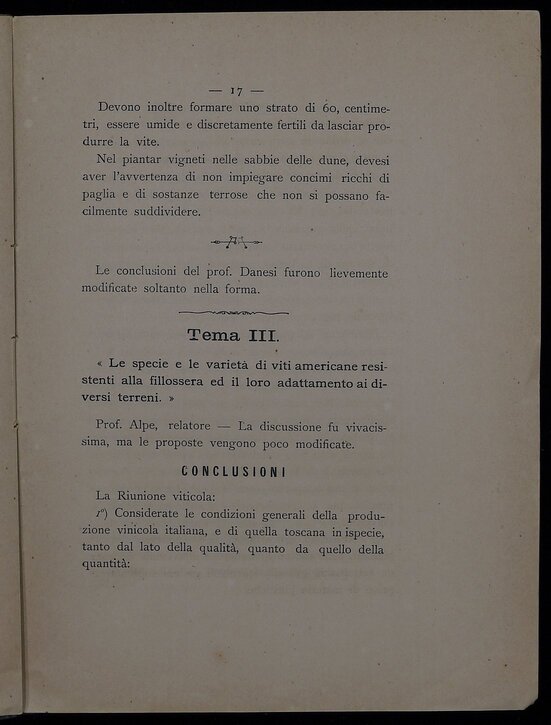 — 17 —
Devono inoltre formare uno strato di 60, centime-
tri, essere umide e discretamente fertili da lasciar pro-
durre la vite.
Nel piantar vigneti nelle sabbie delle dune, devesi
aver l'avvertenza di non impiegare concimi ricchi di
paglia e di sostanze terrose che non si possano fa-
cilmente suddividere.
Le conclusioni del prof. Danesi furono lievemente
modificate soltanto nella forma.
Tema III.
« Le specie e le varietà di viti americane resi-
stenti alla fillossera ed il loro adattamento ai di-
versi terreni. »
Prof. Alpe, relatore — La discussione fu vivacis-
sima, ma le proposte vengono poco modificate.
CONCLUSIONI
La Riunione viticola:
1°) Considerate le condizioni generali della produ-
zione vinicola italiana, e di quella toscana in ispecie,
tanto dal lato della qualità, quanto da quello della
quantità: